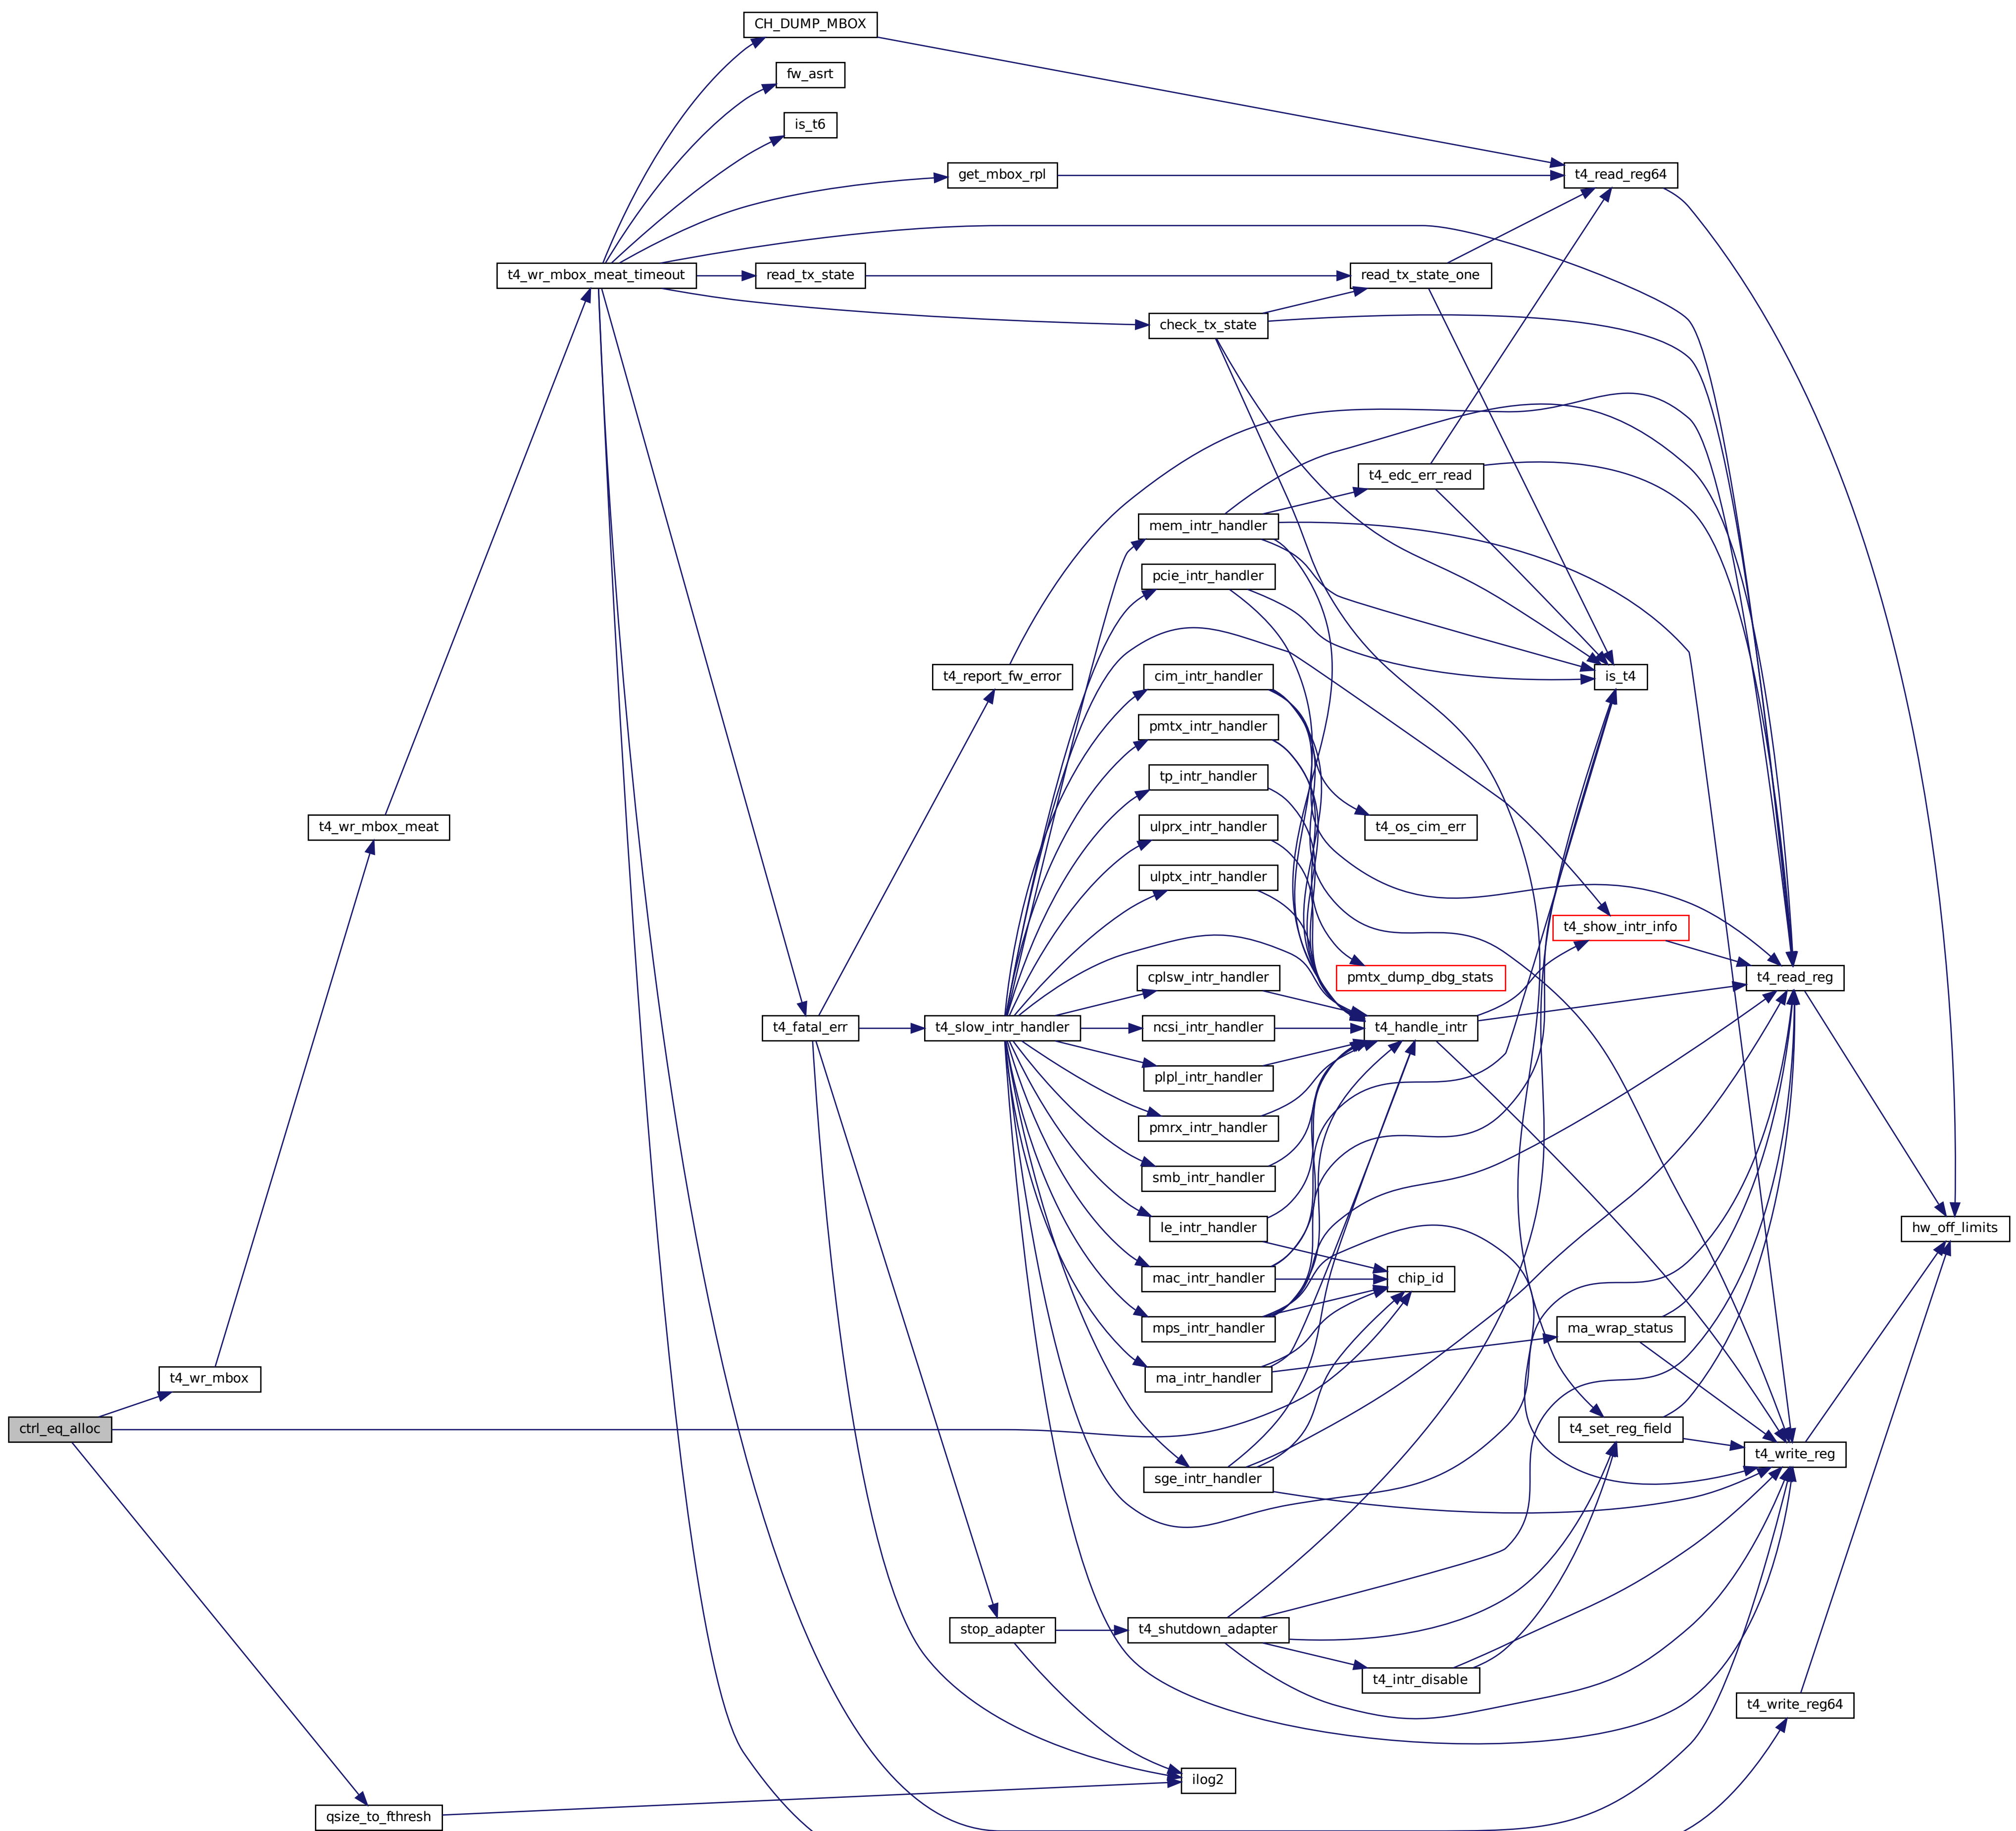 CH_DUMP_MBOX
fw_asrt
is_t6
get_mbox_rpl
t4_read_reg64
t4_wr_mbox_meat_timeout
read_tx_state
read_tx_state_one
check_tx_state
t4_edc_err_read
mem_intr_handler
pcie_intr_handler
t4_report_fw_error
cim_intr_handler
is_t4
pmtx_intr_handler
tp_intr_handler
t4_wr_mbox_meat
ulprx_intr_handler
t4_os_cim_err
ulptx_intr_handler
t4_show_intr_info
cplsw_intr_handler
pmtx_dump_dbg_stats
t4_read_reg
t4_fatal_err
t4_slow_intr_handler
ncsi_intr_handler
t4_handle_intr
plpl_intr_handler
pmrx_intr_handler
smb_intr_handler
le_intr_handler
hw_off_limits
mac_intr_handler
chip_id
mps_intr_handler
ma_wrap_status
t4_wr_mbox
ma_intr_handler
ctrl_eq_alloc
t4_set_reg_field
t4_write_reg
sge_intr_handler
stop_adapter
t4_shutdown_adapter
t4_intr_disable
t4_write_reg64
ilog2
qsize_to_fthresh